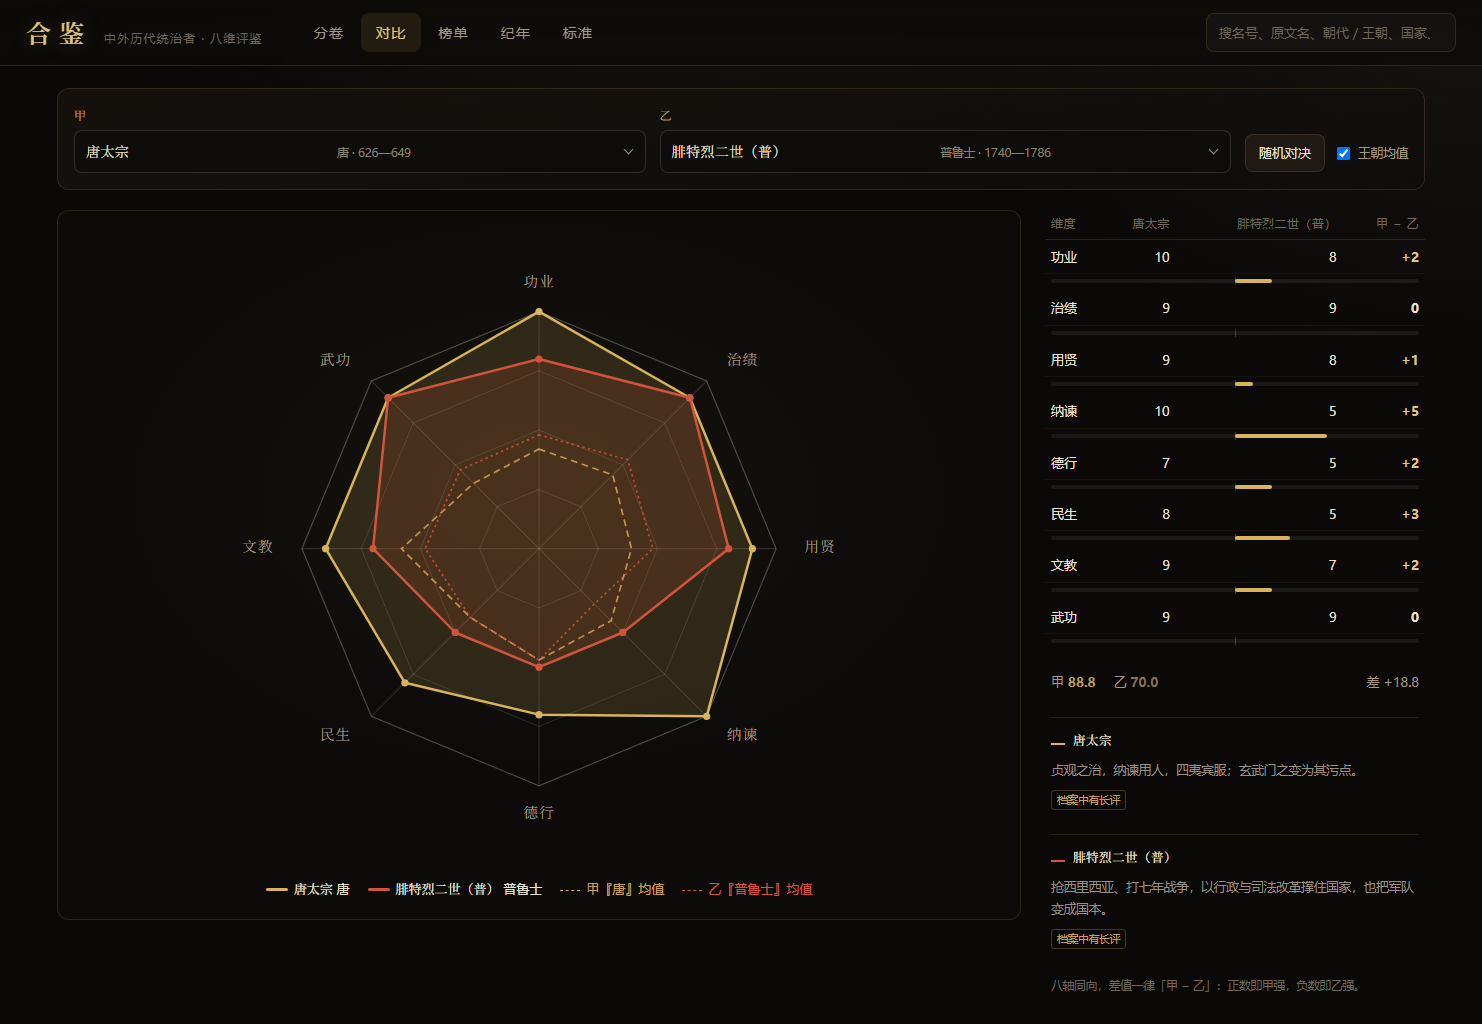 合鉴 中外历代统治者 · 八维评鉴 分卷 对比 榜单 纪年 标准 搜名号、原文名、朝代 / 王朝、国家、
甲 乙
唐太宗 唐 · 626—649 腓特烈二世（普） 普鲁士 · 1740—1786 随机对决 王朝均值
功业
治绩
用贤
纳谏
德行
民生
文教
武功
唐太宗 唐 腓特烈二世（普） 普鲁士 甲『唐』均值 乙『普鲁士』均值
维度 唐太宗 腓特烈二世（普） 甲 − 乙
功业 10 8 +2
治绩 9 9 0
用贤 9 8 +1
纳谏 10 5 +5
德行 7 5 +2
民生 8 5 +3
文教 9 7 +2
武功 9 9 0
甲 88.8 乙 70.0 差 +18.8
唐太宗
贞观之治，纳谏用人，四夷宾服；玄武门之变为其污点。
档案中有长评
腓特烈二世（普）
抢西里西亚、打七年战争，以行政与司法改革撑住国家，也把军队
变成国本。
档案中有长评
八轴同向，差值一律「甲 − 乙」：正数即甲强，负数即乙强。